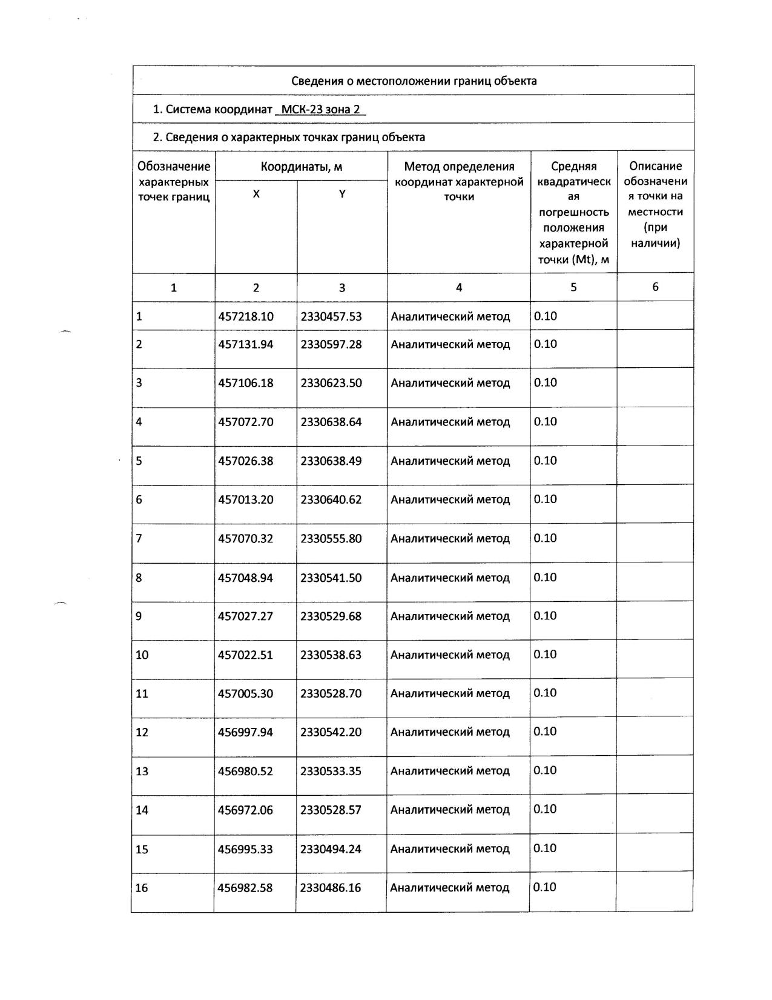 Сведения о местоположении границ объекта
1. Система координат МСК-23 зона 2
2. Сведения о характерных точках границ объекта
Обозначение характерных точек границ
Координаты, м
X
Y
Метод определения координат характерной точки
Средняя квадратическ ая погрешность положения характерной точки (Mt), м
Описание обозначени я точки на местности (при наличии)
1 2 3 4 5 6
1 457218.10 2330457.53 Аналитический метод 0.10
2 457131.94 2330597.28 Аналитический метод 0.10
3 457106.18 2330623.50 Аналитический метод 0.10
4 457072.70 2330638.64 Аналитический метод 0.10
5 457026.38 2330638.49 Аналитический метод 0.10
6 457013.20 2330640.62 Аналитический метод 0.10
7 457070.32 2330555.80 Аналитический метод 0.10
8 457048.94 2330541.50 Аналитический метод 0.10
9 457027.27 2330529.68 Аналитический метод 0.10
10 457022.51 2330538.63 Аналитический метод 0.10
11 457005.30 2330528.70 Аналитический метод 0.10
12 456997.94 2330542.20 Аналитический метод 0.10
13 456980.52 2330533.35 Аналитический метод 0.10
14 456972.06 2330528.57 Аналитический метод 0.10
15 456995.33 2330494.24 Аналитический метод 0.10
16 456982.58 2330486.16 Аналитический метод 0.10